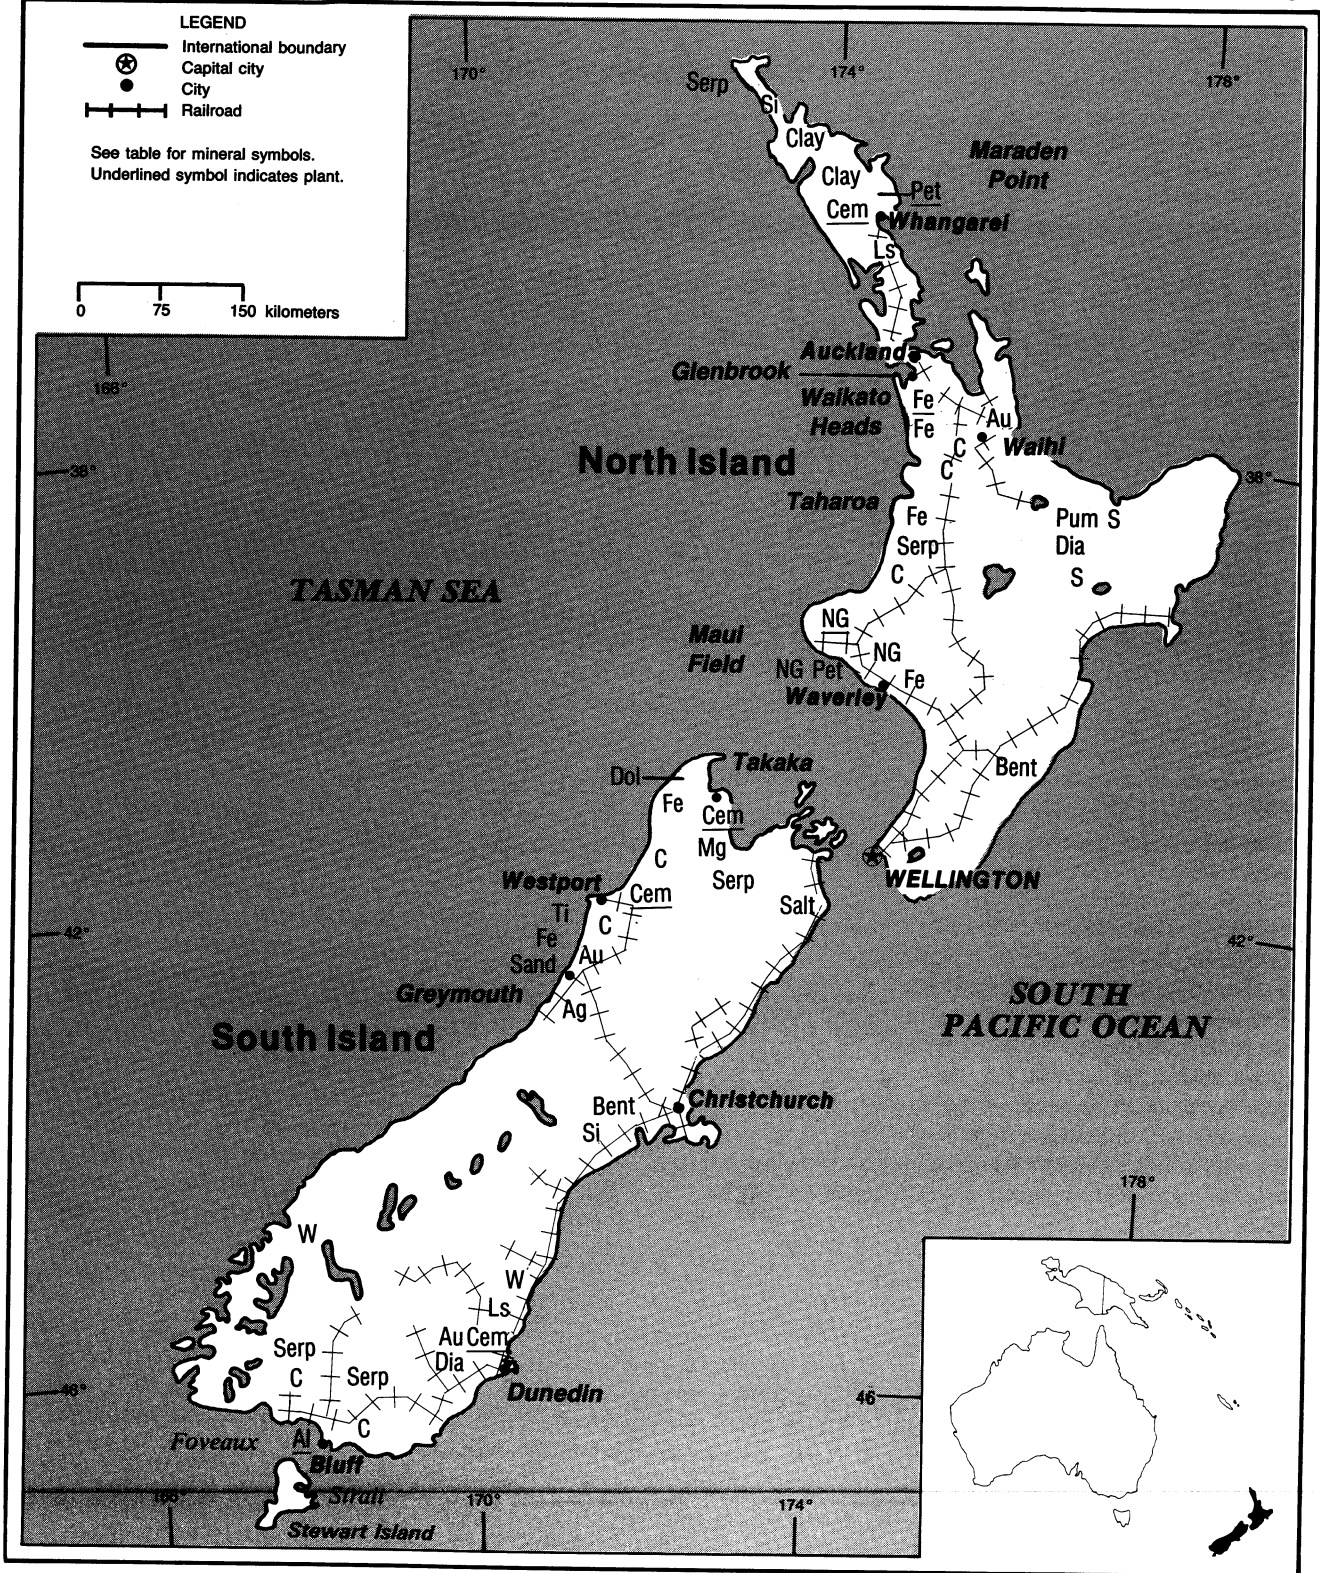 LEGEND
International boundary
Capital city
City
Railroad
See table for mineral symbols.
Underlined symbol indicates plant.
0 75 150 kilometers
170°
174°
178°
Serp
Si
Clay
Maraden
Point
Clay
Pet
Cem
Whangarei
Ls
Auckland
Glenbrook
Waikato
Heads
Fe
Fe
Au
Waihi
C
C
168°
North Island
38°
38°
Taharoa
Fe
Pum S
Serp
Dia
C
S
TASMAN SEA
NG
Maui
Field
NG
NG Pet
Fe
Waverley
Bent
Takaka
Dol
Fe
Cem
Mg
C
Serp
WELLINGTON
Westport
Cem
Salt
Ti
C
Fe
Au
Sand
42°
42°
Greymouth
Ag
South Island
SOUTH
PACIFIC OCEAN
Christchurch
Bent
Si
178°
W
W
Ls
Serp
Au Cem
C
Serp
Dia
Dunedin
46°
46
C
Foveaux
Al
Bluff
Strait
170°
174°
Stewart Island